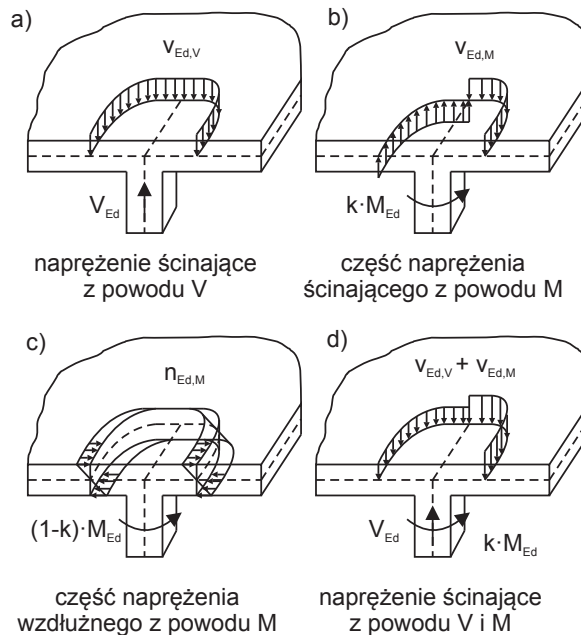 a)
v_Ed,V
V_Ed
naprężenie ścinające
z powodu V
b)
v_Ed,M
k·M_Ed
część naprężenia
ścinającego z powodu M
c)
n_Ed,M
(1-k)·M_Ed
część naprężenia
wzdłużnego z powodu M
d)
v_Ed,V + v_Ed,M
V_Ed
k·M_Ed
naprężenie ścinające
z powodu V i M